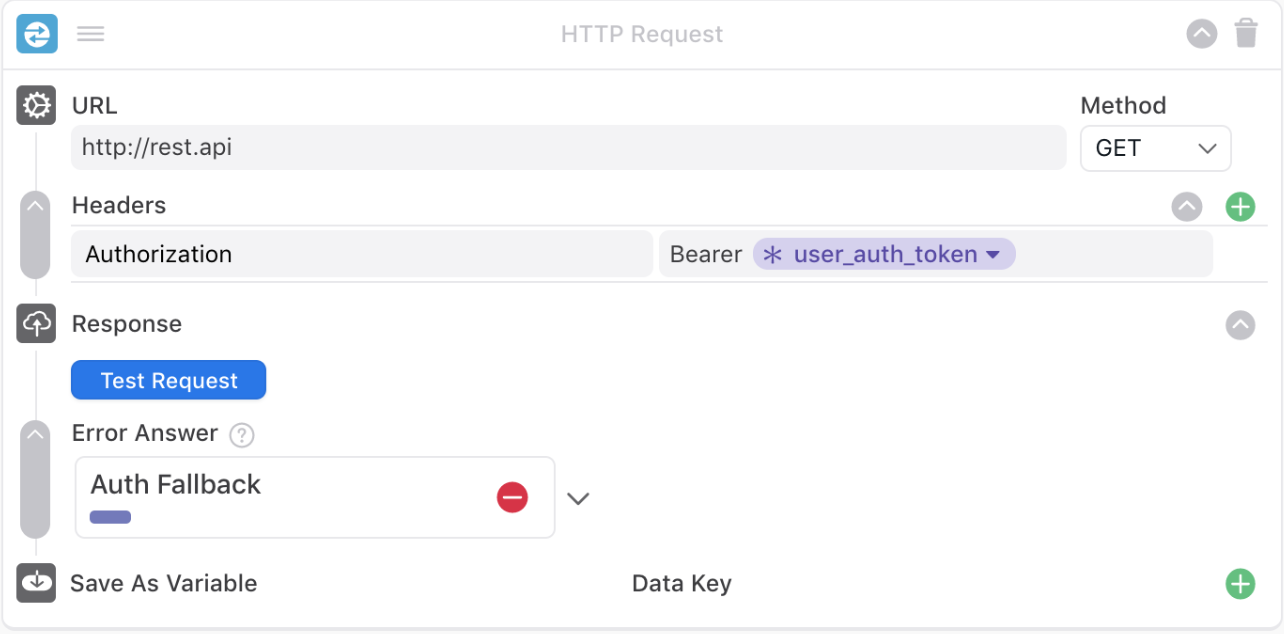 HTTP Request
URL
Method
http://rest.api
GET
Headers
Authorization
Bearer * user_auth_token
Response
Test Request
Error Answer ?
Auth Fallback
Save As Variable
Data Key